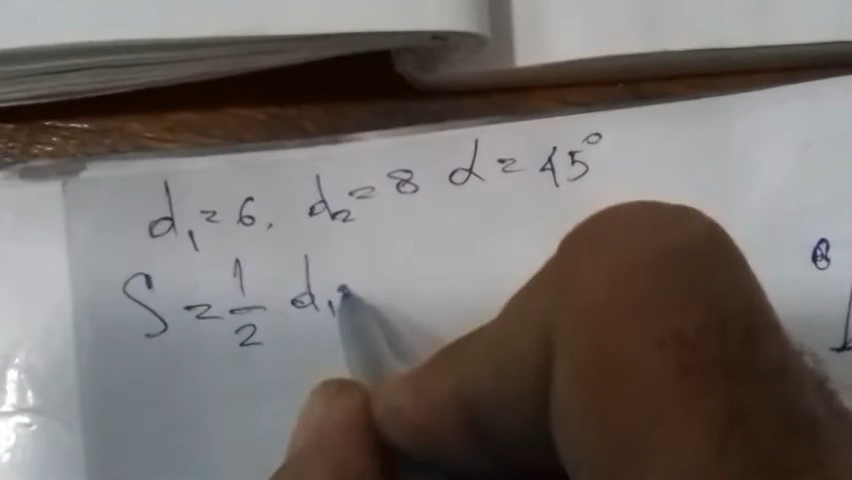 d₁ = 6, d₂ = 8 α = 45°
S = 1/2 d₁·